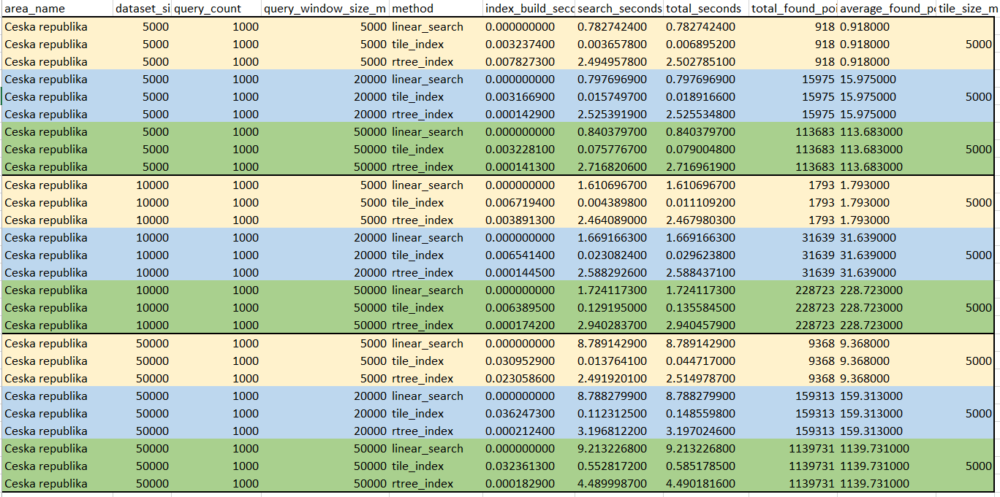 area_name dataset_si query_count query_window_size_m method index_build_seco search_seconds total_seconds total_found_poi average_found_po tile_size_m
Ceska republika 5000 1000 5000 linear_search 0.000000000 0.782742400 0.782742400 918 0.918000
Ceska republika 5000 1000 5000 tile_index 0.003237400 0.003657800 0.006895200 918 0.918000 5000
Ceska republika 5000 1000 5000 rtree_index 0.007827300 2.494957800 2.502785100 918 0.918000
Ceska republika 5000 1000 20000 linear_search 0.000000000 0.797696900 0.797696900 15975 15.975000
Ceska republika 5000 1000 20000 tile_index 0.003166900 0.015749700 0.018916600 15975 15.975000 5000
Ceska republika 5000 1000 20000 rtree_index 0.000142900 2.525391900 2.525534800 15975 15.975000
Ceska republika 5000 1000 50000 linear_search 0.000000000 0.840379700 0.840379700 113683 113.683000
Ceska republika 5000 1000 50000 tile_index 0.003228100 0.075776700 0.079004800 113683 113.683000 5000
Ceska republika 5000 1000 50000 rtree_index 0.000141300 2.716820600 2.716961900 113683 113.683000
Ceska republika 10000 1000 5000 linear_search 0.000000000 1.610696700 1.610696700 1793 1.793000
Ceska republika 10000 1000 5000 tile_index 0.006719400 0.004389800 0.011109200 1793 1.793000 5000
Ceska republika 10000 1000 5000 rtree_index 0.003891300 2.464089000 2.467980300 1793 1.793000
Ceska republika 10000 1000 20000 linear_search 0.000000000 1.669166300 1.669166300 31639 31.639000
Ceska republika 10000 1000 20000 tile_index 0.006541400 0.023082400 0.029623800 31639 31.639000 5000
Ceska republika 10000 1000 20000 rtree_index 0.000144500 2.588292600 2.588437100 31639 31.639000
Ceska republika 10000 1000 50000 linear_search 0.000000000 1.724117300 1.724117300 228723 228.723000
Ceska republika 10000 1000 50000 tile_index 0.006389500 0.129195000 0.135584500 228723 228.723000 5000
Ceska republika 10000 1000 50000 rtree_index 0.000174200 2.940283700 2.940457900 228723 228.723000
Ceska republika 50000 1000 5000 linear_search 0.000000000 8.789142900 8.789142900 9368 9.368000
Ceska republika 50000 1000 5000 tile_index 0.030952900 0.013764100 0.044717000 9368 9.368000 5000
Ceska republika 50000 1000 5000 rtree_index 0.023058600 2.491920100 2.514978700 9368 9.368000
Ceska republika 50000 1000 20000 linear_search 0.000000000 8.788279900 8.788279900 159313 159.313000
Ceska republika 50000 1000 20000 tile_index 0.036247300 0.112312500 0.148559800 159313 159.313000 5000
Ceska republika 50000 1000 20000 rtree_index 0.000212400 3.196812200 3.197024600 159313 159.313000
Ceska republika 50000 1000 50000 linear_search 0.000000000 9.213226800 9.213226800 1139731 1139.731000
Ceska republika 50000 1000 50000 tile_index 0.032361300 0.552817200 0.585178500 1139731 1139.731000 5000
Ceska republika 50000 1000 50000 rtree_index 0.000182900 4.489998700 4.490181600 1139731 1139.731000